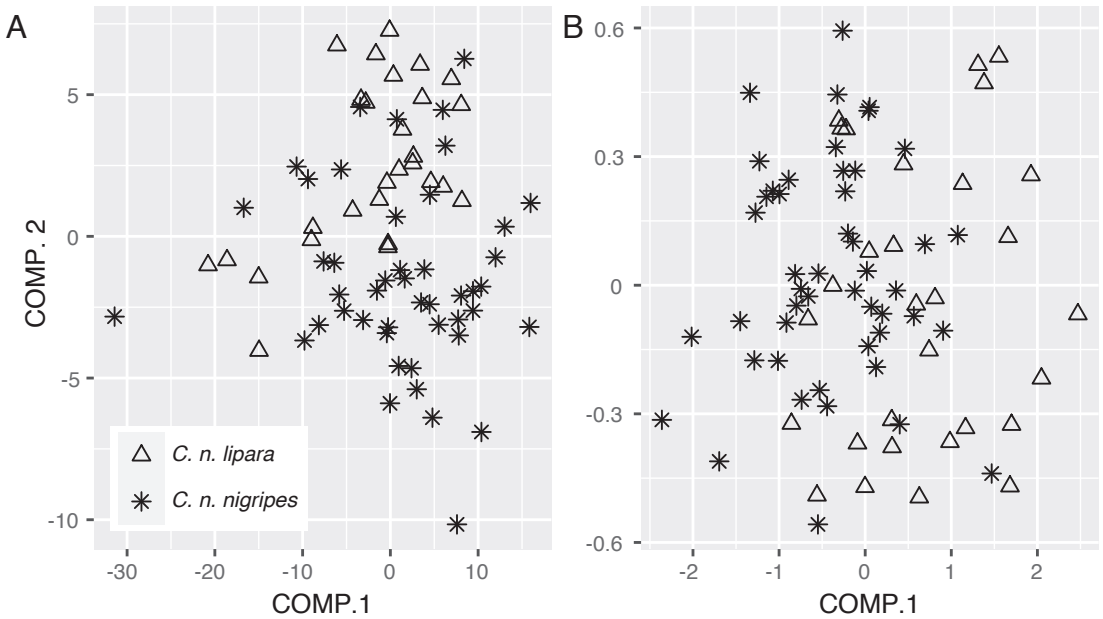 A
B
5
0
-5
-10
COMP. 2
C. n. lipara
C. n. nigripes
-30 -20 -10 0 10
COMP.1
0.6
0.3
0
-0.3
-0.6
-2 -1 0 1 2
COMP.1